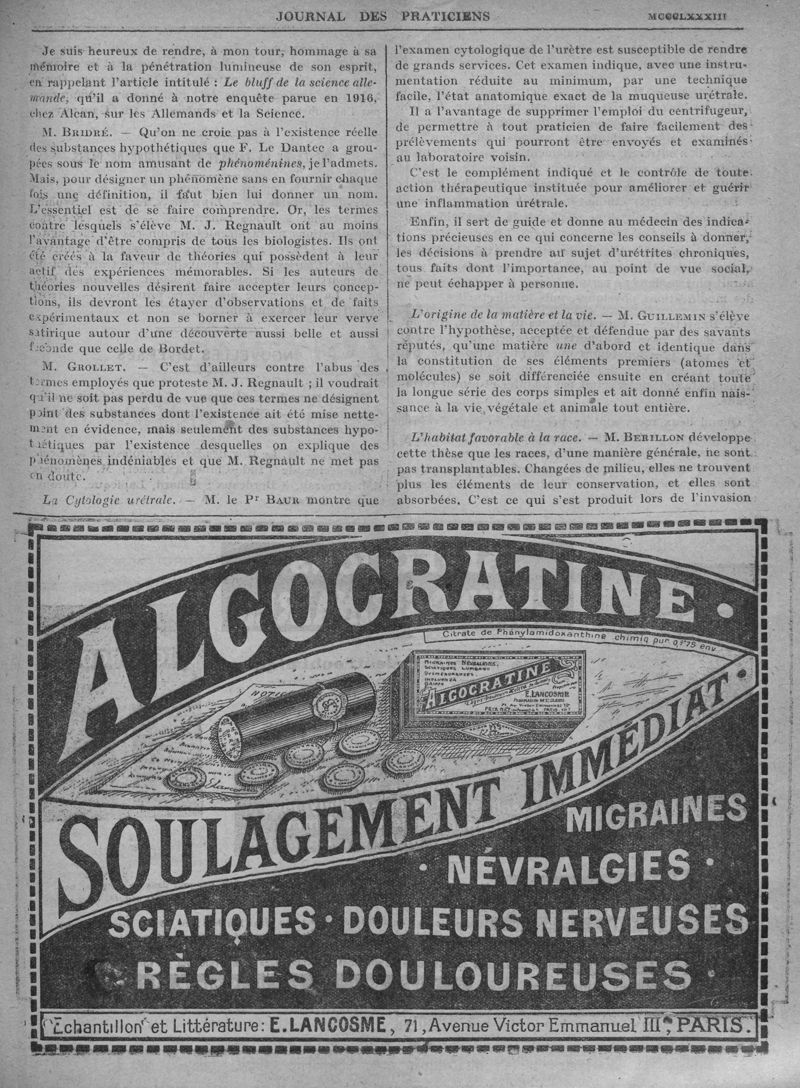 JOURNAL DES PRATICIENS
MCCCLXXXIII
Je suis heureux de rendre, à mon tour, hommage à sa
mémoire et à la pénétration lumineuse de son esprit,
en rappelant l'article intitulé : Le bluff de la science alle-
mande, qu'il a donné à notre enquête parue en 1916,
chez Alcan, sur les Allemands et la Science.
M. BRIDRÉ. — Qu'on ne croie pas à l'existence réelle
des substances hypothétiques que F. Le Dantec a grou-
pées sous le nom amusant de phénoménines, je l'admets.
Mais, pour désigner un phénomène sans en fournir chaque
fois une définition, il faut bien lui donner un nom.
L'essentiel est de se faire comprendre. Or, les termes
contre lesquels s'élève M. J. Regnault ont au moins
l'avantage d'être compris de tous les biologistes. Ils ont
été créés à la faveur de théories qui possèdent à leur
actif des expériences mémorables. Si les auteurs de
théories nouvelles désirent faire accepter leurs concep-
tions, ils devront les étayer d'observations et de faits
expérimentaux et non se borner à exercer leur verve
satirique autour d'une découverte aussi belle et aussi
féconde que celle de Bordet.
M. GROLLET. — C'est d'ailleurs contre l'abus des
termes employés que proteste M. J. Regnault ; il voudrait
qu'il ne soit pas perdu de vue que ces termes ne désignent
point des substances dont l'existence ait été mise nette-
ment en évidence, mais seulement des substances hypo-
thétiques par l'existence desquelles on explique des
phénomènes indéniables et que M. Regnault ne met pas
en doute.
La Cytologie urétrale. — M. le Pr BAUR montre que
l'examen cytologique de l'urètre est susceptible de rendre
de grands services. Cet examen indique, avec une instru-
mentation réduite au minimum, par une technique
facile, l'état anatomique exact de la muqueuse urétrale.
Il a l'avantage de supprimer l'emploi du centrifugeur,
de permettre à tout praticien de faire facilement des
prélèvements qui pourront être envoyés et examinés
au laboratoire voisin.
C'est le complément indiqué et le contrôle de toute
action thérapeutique instituée pour améliorer et guérir
une inflammation urétrale.
Enfin, il sert de guide et donne au médecin des indica-
tions précieuses en ce qui concerne les conseils à donner,
les décisions à prendre au sujet d'urétrites chroniques,
tous faits dont l'importance, au point de vue social,
ne peut échapper à personne.
L'origine de la matière et la vie. — M. GUILLEMIN s'élève
contre l'hypothèse, acceptée et défendue par des savants
réputés, qu'une matière une d'abord et identique dans
la constitution de ses éléments premiers (atomes et
molécules) se soit différenciée ensuite en créant toute
la longue série des corps simples et ait donné enfin nais-
sance à la vie végétale et animale tout entière.
L'habitat favorable à la race. — M. BERILLON développe
cette thèse que les races, d'une manière générale, ne sont
pas transplantables. Changées de milieu, elles ne trouvent
plus les éléments de leur conservation, et elles sont
absorbées. C'est ce qui s'est produit lors de l'invasion
ALGOCRATINE.
Citrate de Phénylamidoxanthine chimiq pur 0,gr75 env.
MIGRAINES NÉVRALGIES,
SCIATIQUES LUMBAGO
DYSMÉNORRHÉES
INFLUENZA
GRIPPE
ALGOCRATINE
E. LANCOSME
SOULAGEMENT IMMÉDIAT.
MIGRAINES
· NÉVRALGIES ·
SCIATIQUES · DOULEURS NERVEUSES
· RÈGLES DOULOUREUSES ·
Echantillon et Littérature: E. LANCOSME, 71, Avenue Victor Emmanuel III, PARIS.